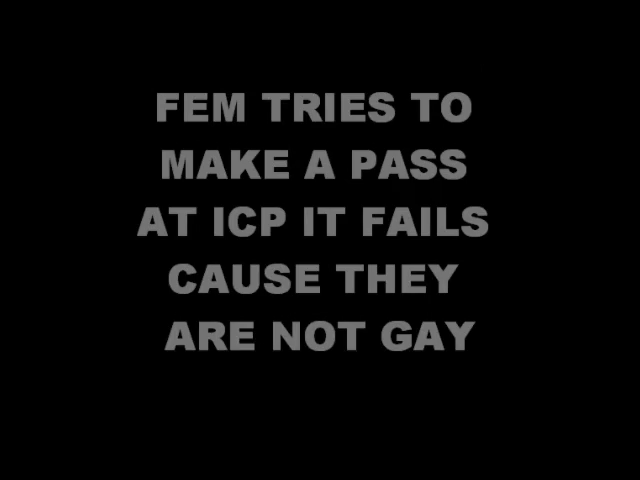 FEM TRIES TO
MAKE A PASS
AT ICP IT FAILS
CAUSE THEY
ARE NOT GAY